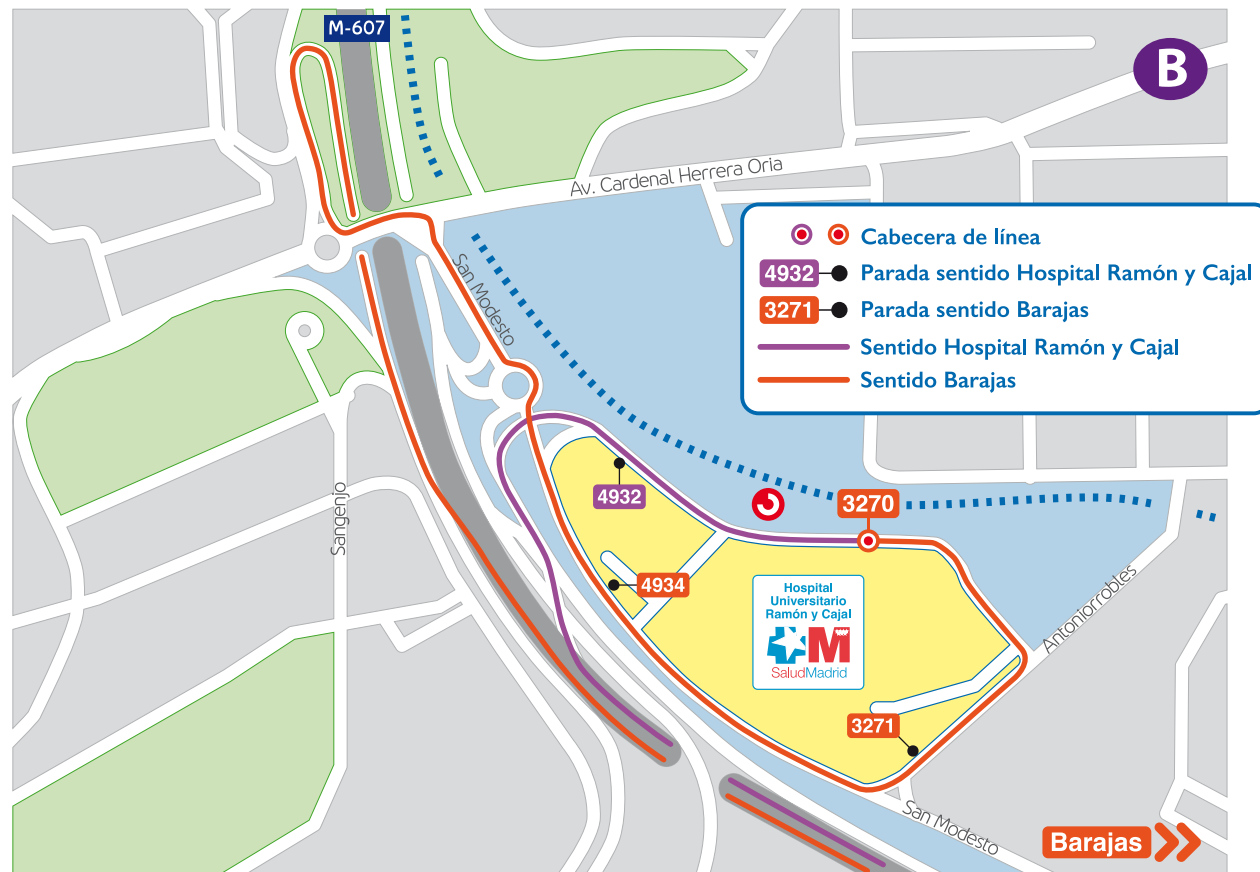 M-607
B
Av. Cardenal Herrera Oria
Cabecera de línea
4932 Parada sentido Hospital Ramón y Cajal
3271 Parada sentido Barajas
Sentido Hospital Ramón y Cajal
Sentido Barajas
San Modesto
4932
3270
Sangenjo
4934
Hospital
Universitario
Ramón y Cajal
M
SaludMadrid
Antoniorrobles
3271
San Modesto
Barajas